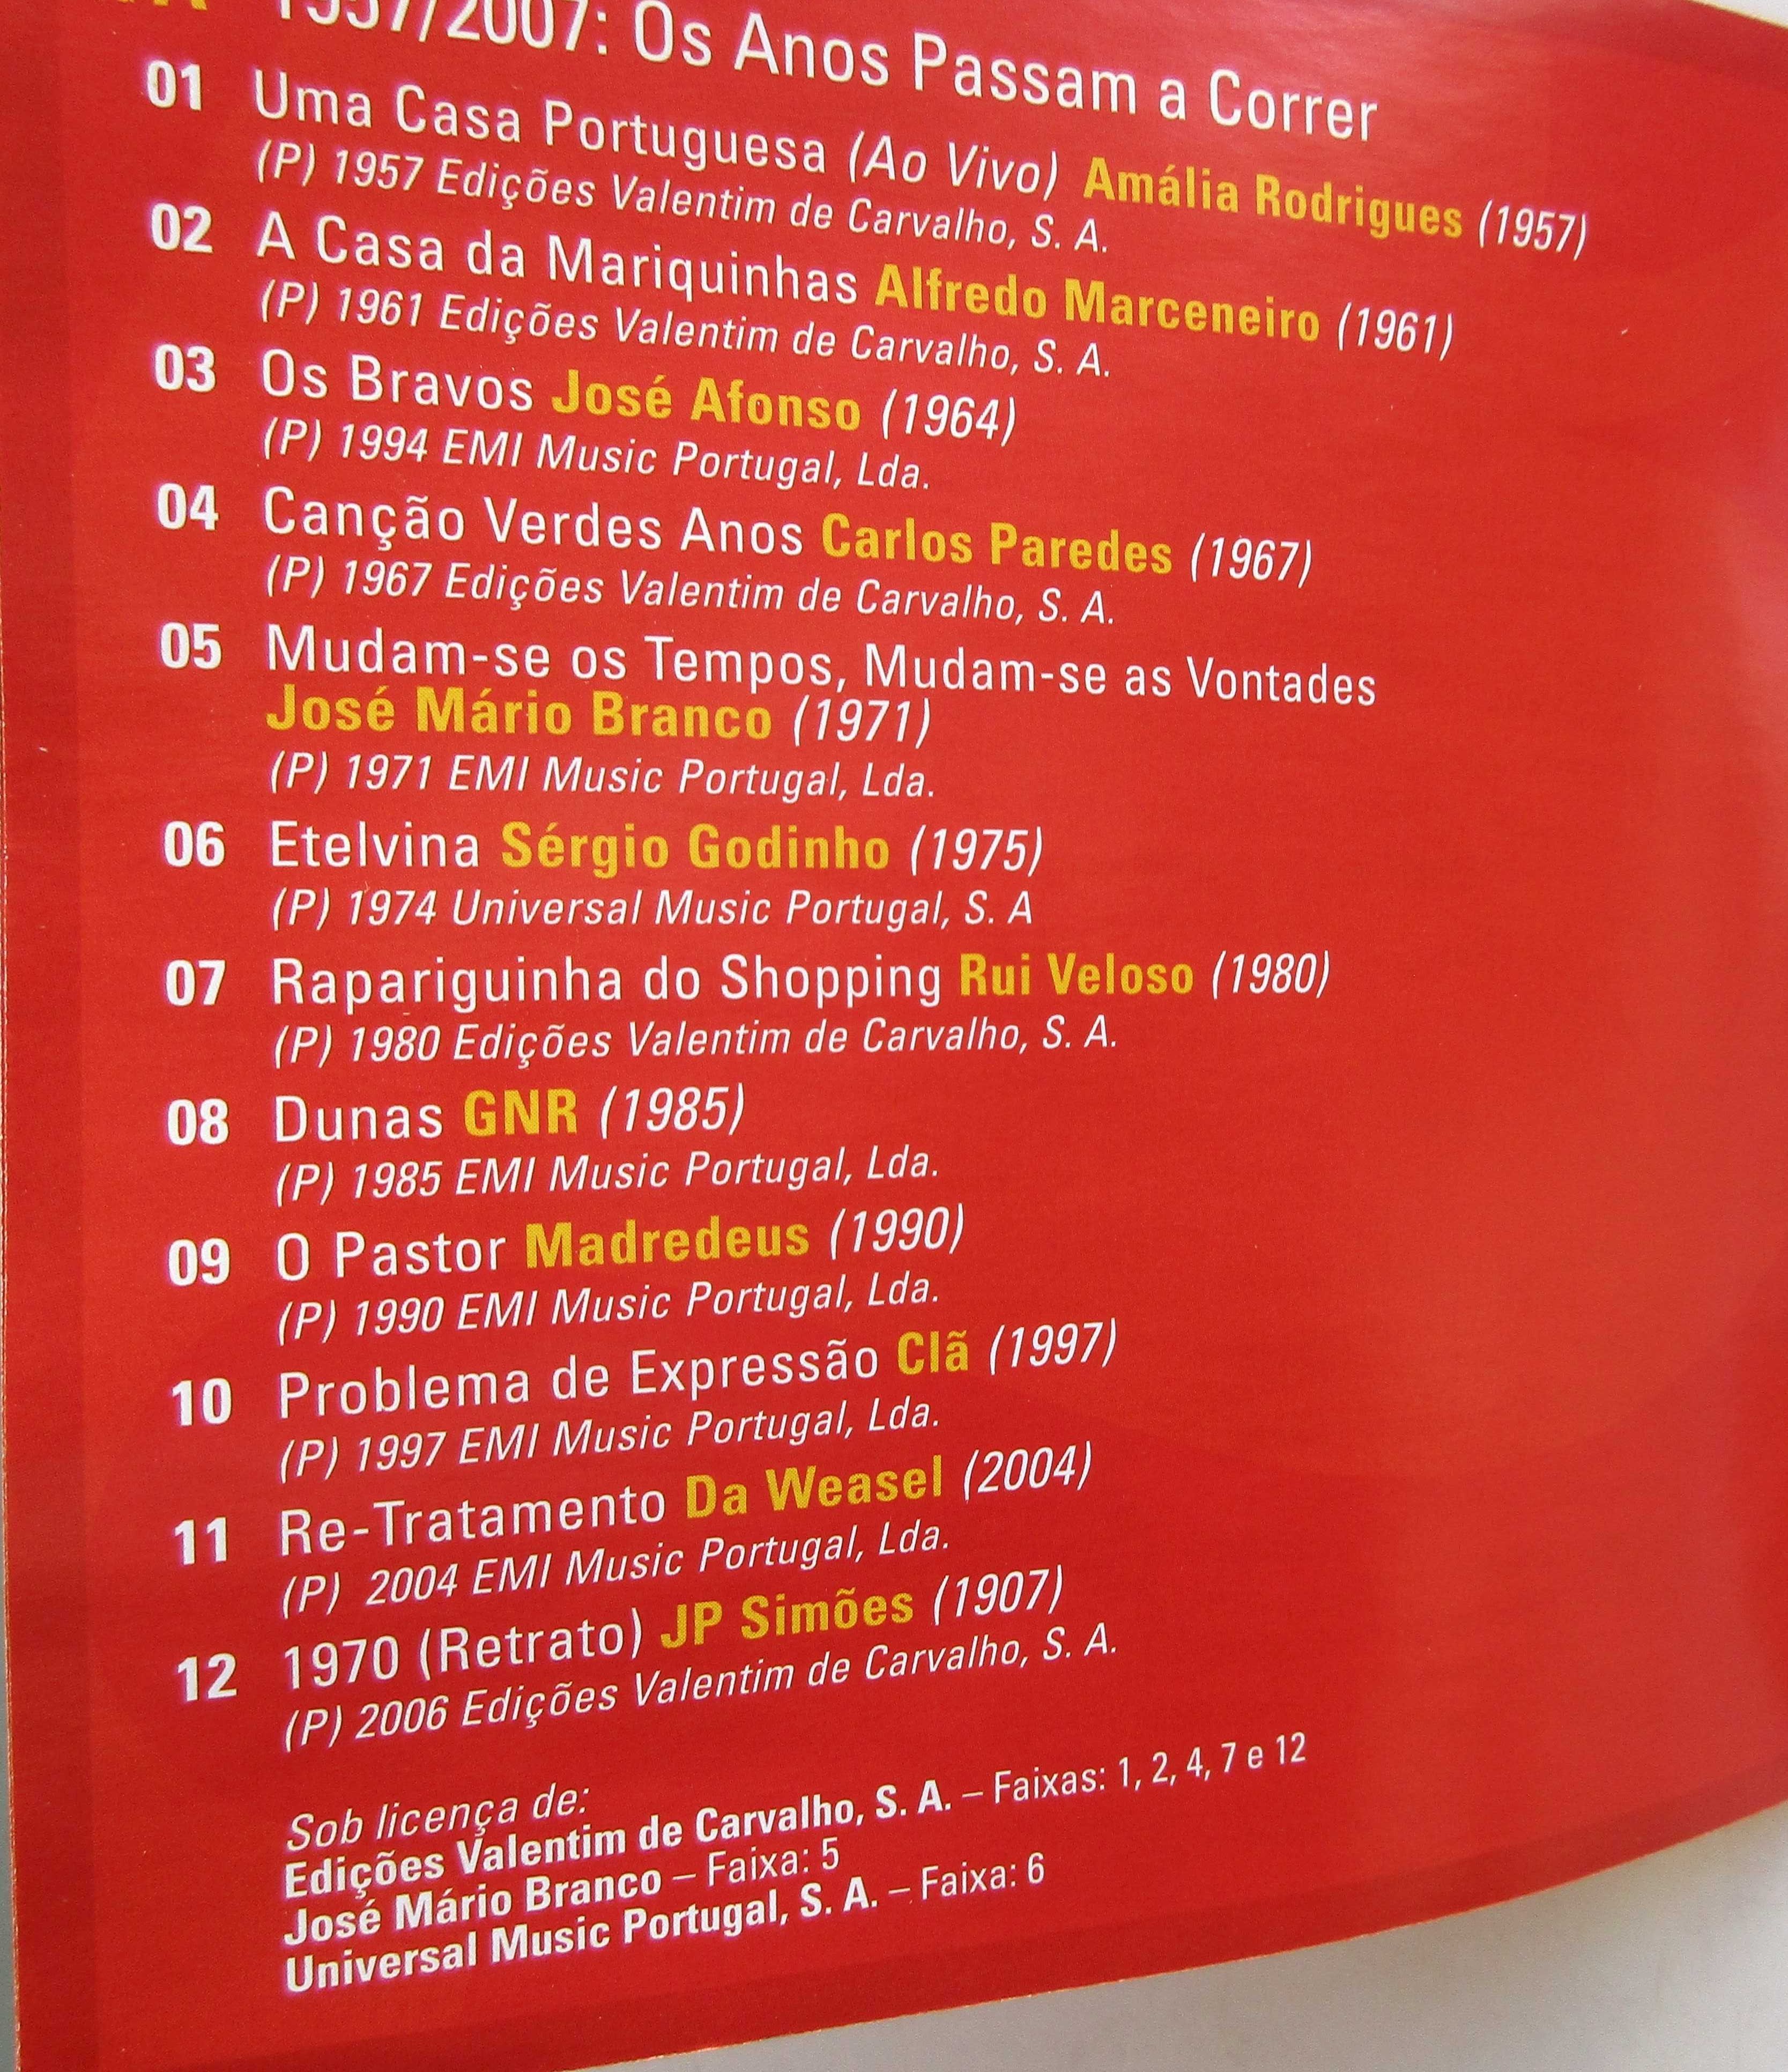 1957/2007: Os Anos Passam a Correr
01 Uma Casa Portuguesa (Ao Vivo) Amália Rodrigues (1957)
(P) 1957 Edições Valentim de Carvalho, S. A.
02 A Casa da Mariquinhas Alfredo Marceneiro (1961)
(P) 1961 Edições Valentim de Carvalho, S. A.
03 Os Bravos José Afonso (1964)
(P) 1994 EMI Music Portugal, Lda.
04 Canção Verdes Anos Carlos Paredes (1967)
(P) 1967 Edições Valentim de Carvalho, S. A.
05 Mudam-se os Tempos, Mudam-se as Vontades
José Mário Branco (1971)
(P) 1971 EMI Music Portugal, Lda.
06 Etelvina Sérgio Godinho (1975)
(P) 1974 Universal Music Portugal, S. A
07 Rapariguinha do Shopping Rui Veloso (1980)
(P) 1980 Edições Valentim de Carvalho, S. A.
08 Dunas GNR (1985)
(P) 1985 EMI Music Portugal, Lda.
09 O Pastor Madredeus (1990)
(P) 1990 EMI Music Portugal, Lda.
10 Problema de Expressão Clã (1997)
(P) 1997 EMI Music Portugal, Lda.
11 Re-Tratamento Da Weasel (2004)
(P) 2004 EMI Music Portugal, Lda.
12 1970 (Retrato) JP Simões (1907)
(P) 2006 Edições Valentim de Carvalho, S. A.
Sob licença de:
Edições Valentim de Carvalho, S. A. – Faixas: 1, 2, 4, 7 e 12
José Mário Branco – Faixa: 5
Universal Music Portugal, S. A. – Faixa: 6